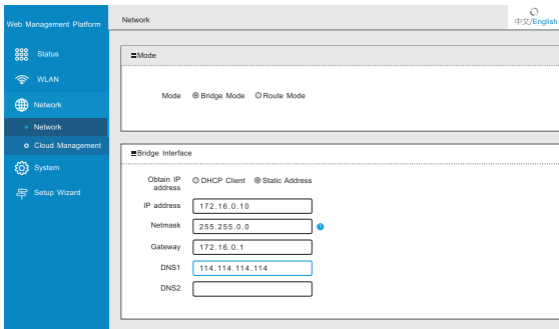 Web Management Platform
Network
中文/English
Status
WLAN
Network
Network
Cloud Management
System
Setup Wizard
Mode
Mode Bridge Mode Route Mode
Bridge Interface
Obtain IP address DHCP Client Static Address
IP address 172.16.0.10
Netmask 255.255.0.0 ?
Gateway 172.16.0.1
DNS1 114.114.114.114
DNS2